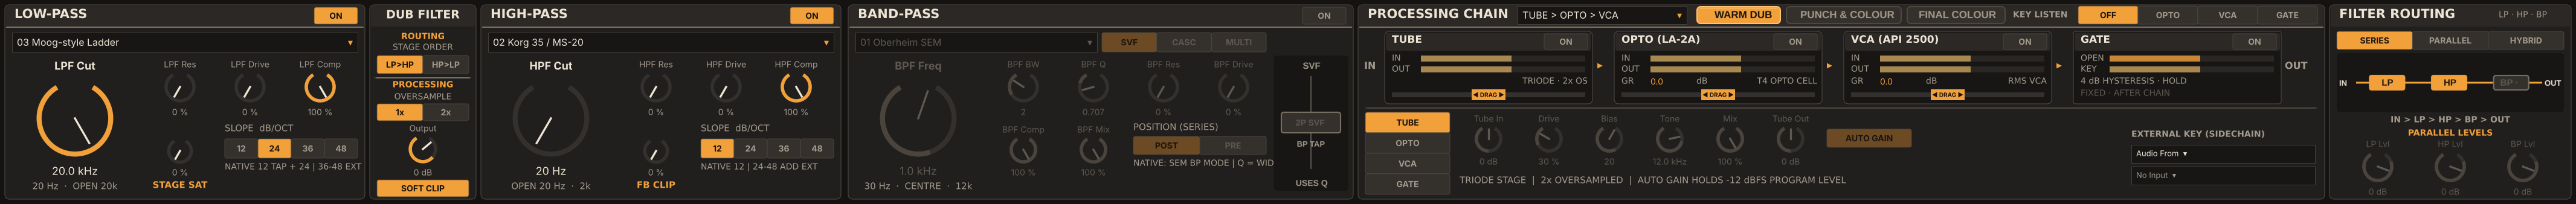 LOW-PASS
ON
03 Moog-style Ladder ▾
LPF Cut
20.0 kHz
20 Hz · OPEN 20k
LPF Res
0 %
LPF Drive
0 %
LPF Comp
100 %
0 %
STAGE SAT
SLOPE dB/OCT
12 24 36 48
NATIVE 12 TAP + 24 | 36-48 EXT
DUB FILTER
ROUTING
STAGE ORDER
LP>HP HP>LP
PROCESSING
OVERSAMPLE
1x 2x
Output
0 dB
SOFT CLIP
HIGH-PASS
ON
02 Korg 35 / MS-20 ▾
HPF Cut
20 Hz
OPEN 20 Hz · 2k
HPF Res
0 %
HPF Drive
0 %
HPF Comp
100 %
0 %
FB CLIP
SLOPE dB/OCT
12 24 36 48
NATIVE 12 | 24-48 ADD EXT
BAND-PASS
ON
01 Oberheim SEM ▾
SVF CASC MULTI
BPF Freq
1.0 kHz
30 Hz · CENTRE · 12k
BPF BW
2
BPF Q
0.707
BPF Res
0 %
BPF Drive
0 %
BPF Comp
100 %
BPF Mix
100 %
POSITION (SERIES)
POST PRE
NATIVE: SEM BP MODE | Q = WID
SVF
2P SVF
BP TAP
USES Q
PROCESSING CHAIN
TUBE > OPTO > VCA ▾
WARM DUB PUNCH & COLOUR FINAL COLOUR
KEY LISTEN
OFF OPTO VCA GATE
IN
TUBE
ON
IN
OUT
TRIODE · 2x OS
◀ DRAG ▶
▸
OPTO (LA-2A)
ON
IN
OUT
GR 0.0 dB T4 OPTO CELL
◀ DRAG ▶
▸
VCA (API 2500)
ON
IN
OUT
GR 0.0 dB RMS VCA
◀ DRAG ▶
▸
GATE
ON
OPEN
KEY
4 dB HYSTERESIS · HOLD
FIXED · AFTER CHAIN
OUT
TUBE
OPTO
VCA
GATE
Tube In
0 dB
Drive
30 %
Bias
20
Tone
12.0 kHz
Mix
100 %
Tube Out
0 dB
AUTO GAIN
TRIODE STAGE | 2x OVERSAMPLED | AUTO GAIN HOLDS -12 dBFS PROGRAM LEVEL
EXTERNAL KEY (SIDECHAIN)
Audio From ▾
No Input ▾
FILTER ROUTING
LP · HP · BP
SERIES PARALLEL HYBRID
IN LP HP BP · OUT
IN > LP > HP > BP > OUT
PARALLEL LEVELS
LP Lvl
0 dB
HP Lvl
0 dB
BP Lvl
0 dB